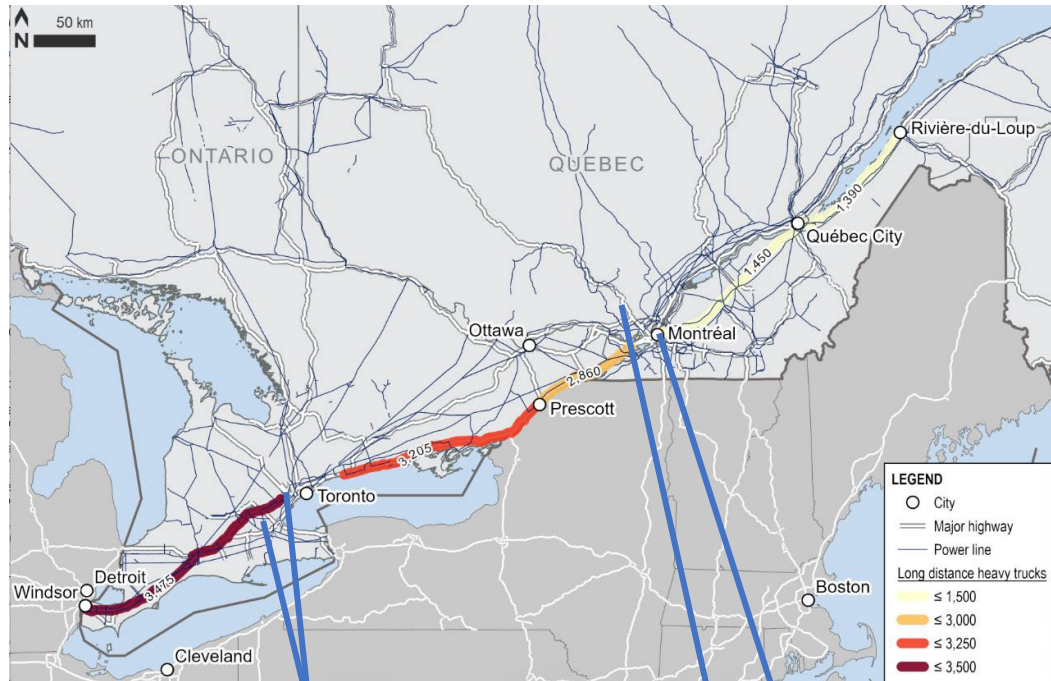 50 km
N
ONTARIO
QUEBEC
Rivière-du-Loup
1,390
Québec City
1,450
Ottawa
Montréal
2,860
Prescott
3,205
Toronto
3,475
Detroit
Windsor
Cleveland
Boston
LEGEND
City
Major highway
Power line
Long distance heavy trucks
≤ 1,500
≤ 3,000
≤ 3,250
≤ 3,500